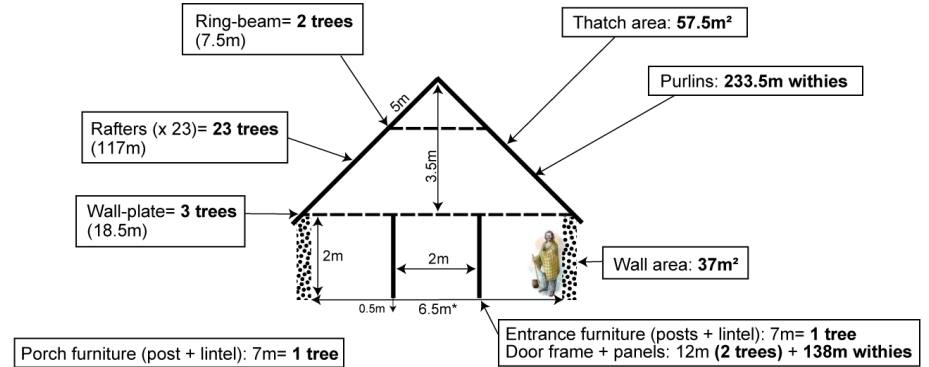 Ring-beam= 2 trees
(7.5m)
Thatch area: 57.5m²
Purlins: 233.5m withies
5m
Rafters (x 23)= 23 trees
(117m)
3.5m
Wall-plate= 3 trees
(18.5m)
2m
2m
Wall area: 37m²
0.5m
6.5m*
Entrance furniture (posts + lintel): 7m= 1 tree
Door frame + panels: 12m (2 trees) + 138m withies
Porch furniture (post + lintel): 7m= 1 tree